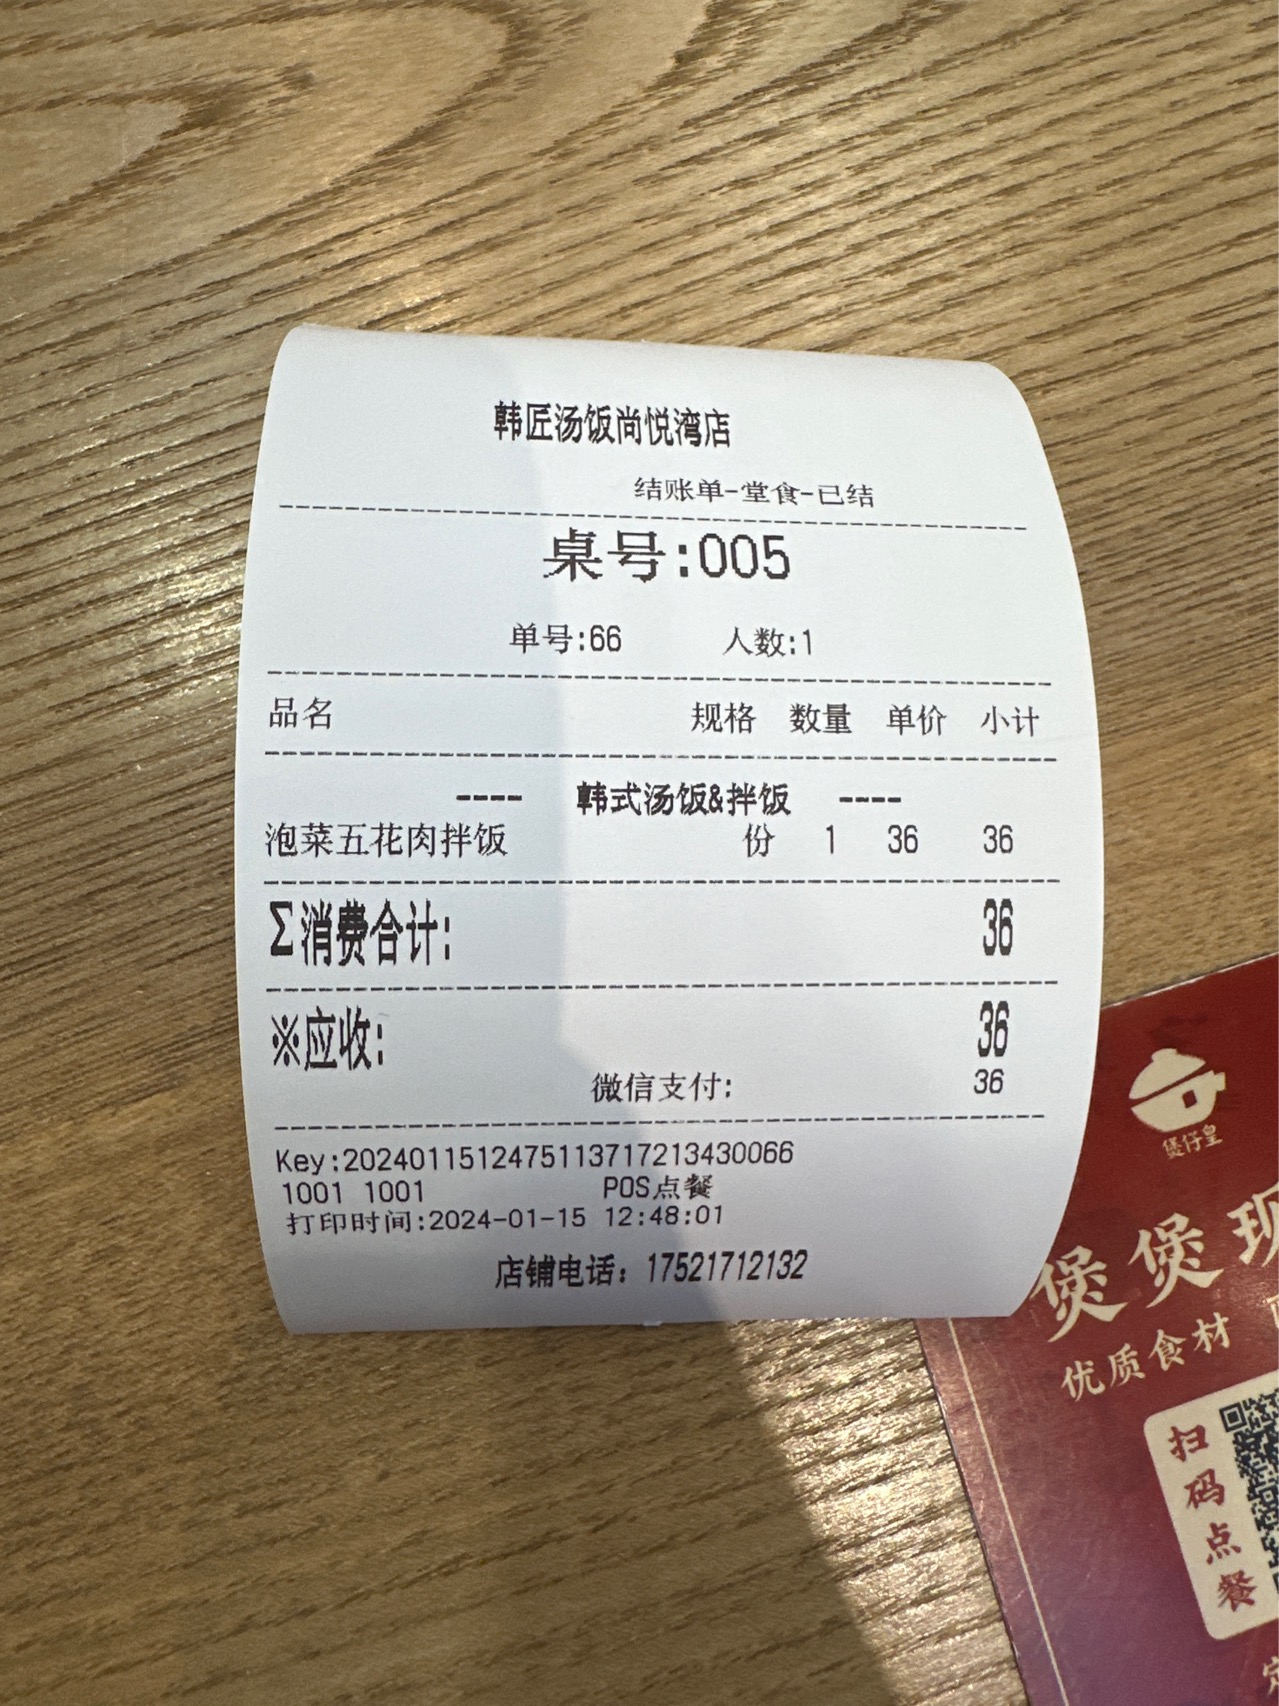 韩匠汤饭尚悦湾店
结账单-堂食-已结
桌号:005
单号:66 人数:1
品名 规格 数量 单价 小计
---- 韩式汤饭&拌饭 ----
泡菜五花肉拌饭 份 1 36 36
Σ消费合计: 36
※应收: 36
微信支付: 36
Key:2024011512475113717213430066
1001 1001 POS点餐
打印时间:2024-01-15 12:48:01
店铺电话：17521712132
煲仔皇
煲煲现
优质食材
扫码点餐